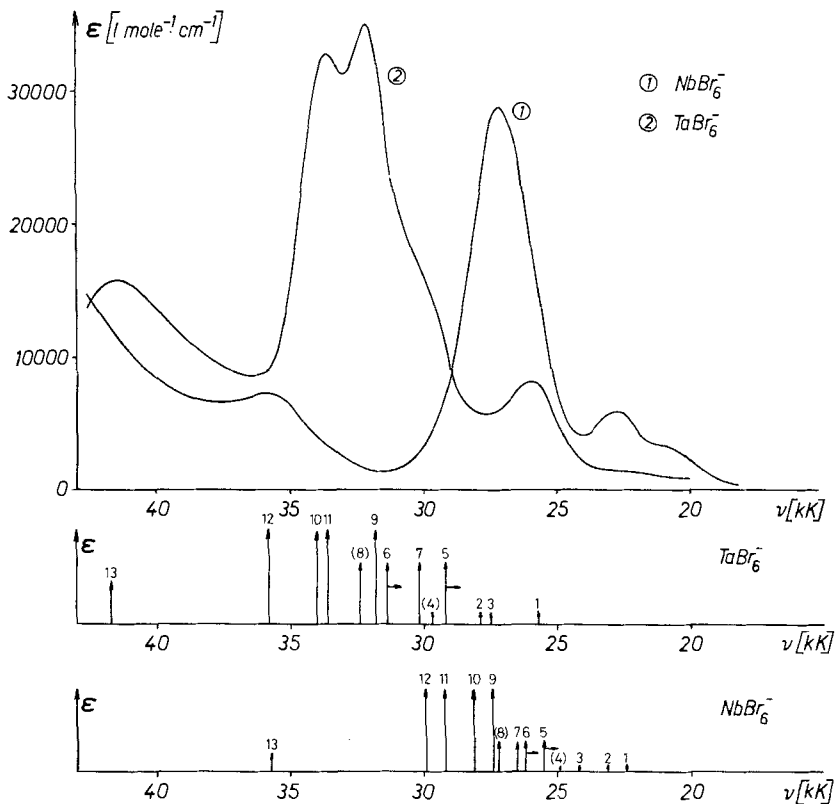 ε [l mole⁻¹ cm⁻¹]
② ① ① NbBr₆⁻
② TaBr₆⁻
30000
20000
10000
0
40 35 30 25 20 ν [kK]
ε 13 12 10 11 (8) 9 6 7 (4) 5 2 3 1 TaBr₆⁻
40 35 30 25 20 ν [kK]
ε 13 12 11 10 9 (8) 7 6 5 (4) 3 2 1 NbBr₆⁻
40 35 30 25 20 ν [kK]